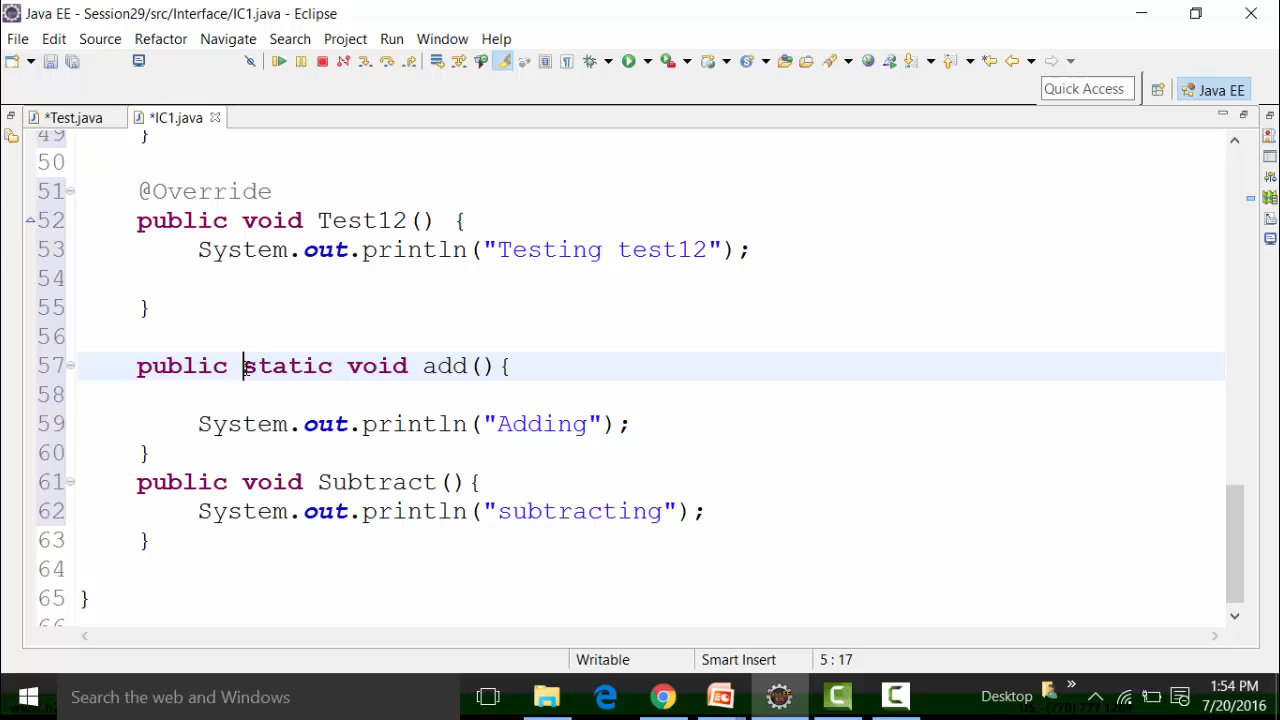 Java EE - Session29/src/Interface/IC1.java - Eclipse
File Edit Source Refactor Navigate Search Project Run Window Help
Quick Access
Java EE
*Test.java
*IC1.java
49 }
50
51 @Override
52 public void Test12() {
53 System.out.println("Testing test12");
54
55 }
56
57 public static void add(){
58
59 System.out.println("Adding");
60 }
61 public void Subtract(){
62 System.out.println("subtracting");
63 }
64
65 }
66
Writable Smart Insert 5 : 17
Search the web and Windows
Desktop
1:54 PM
7/20/2016